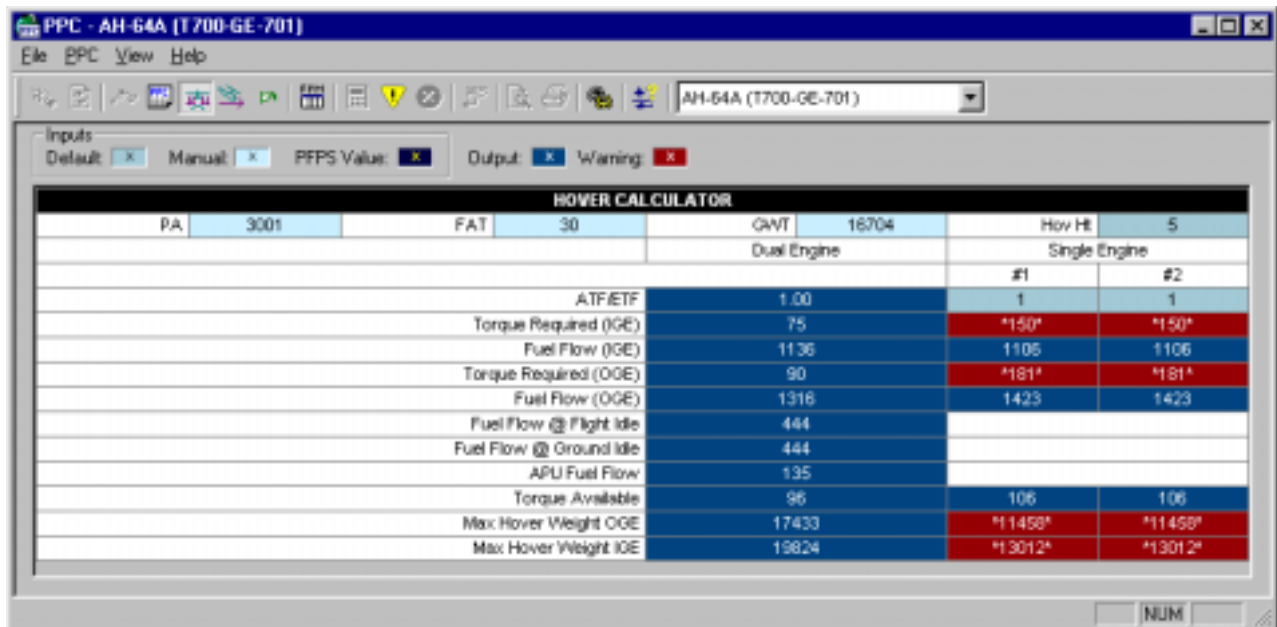 PPC - AH-64A (T700-GE-701)
File PPC View Help
AH-64A (T700-GE-701)
Inputs
Default: X Manual: X PFPS Value: X Output: X Warning: X
HOVER CALCULATOR
PA 3001 FAT 30 GWT 16704 Hov Ht 5
Dual Engine Single Engine
#1 #2
ATF/ETF 1.00 1 1
Torque Required (IGE) 75 *150* *150*
Fuel Flow (IGE) 1136 1106 1106
Torque Required (OGE) 90 *181* *181*
Fuel Flow (OGE) 1316 1423 1423
Fuel Flow @ Flight Idle 444
Fuel Flow @ Ground Idle 444
APU Fuel Flow 135
Torque Available 96 106 106
Max Hover Weight OGE 17433 *11458* *11458*
Max Hover Weight IGE 19824 *13012* *13012*
NUM